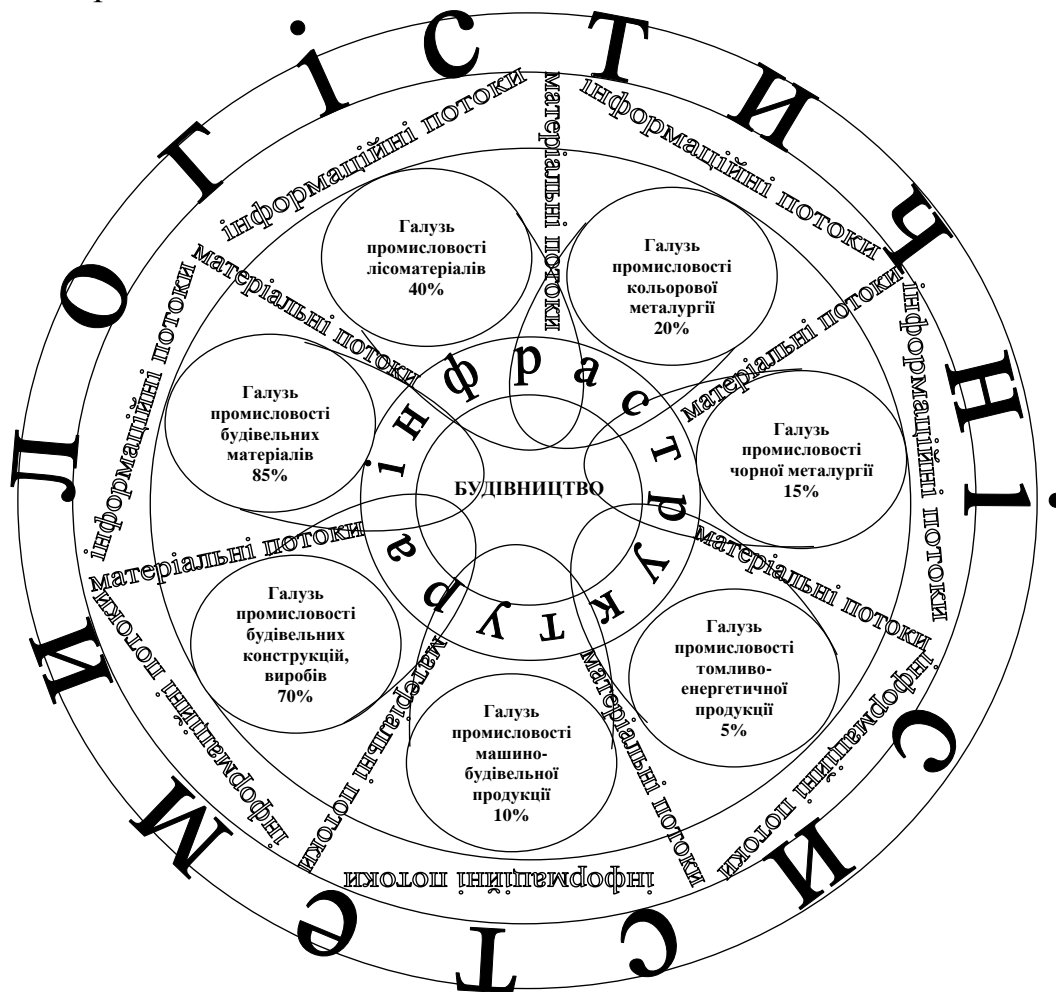 логістичні системи
інформаційні потоки
матеріальні потоки
інформаційні потоки
матеріальні потоки
інформаційні потоки
матеріальні потоки
інформаційні потоки
матеріальні потоки
інформаційні потоки
матеріальні потоки
інформаційні потоки
матеріальні потоки
інформаційні потоки
матеріальні потоки
Галузь
промисловості
лісоматеріалів
40%
Галузь
промисловості
кольорової
металургії
20%
Галузь
промисловості
чорної металургії
15%
Галузь
промисловості
томливо-
енергетичної
продукції
5%
Галузь
промисловості
машино-
будівельної
продукції
10%
Галузь
промисловості
будівельних
конструкцій,
виробів
70%
Галузь
промисловості
будівельних
матеріалів
85%
інфраструктура
БУДІВНИЦТВО